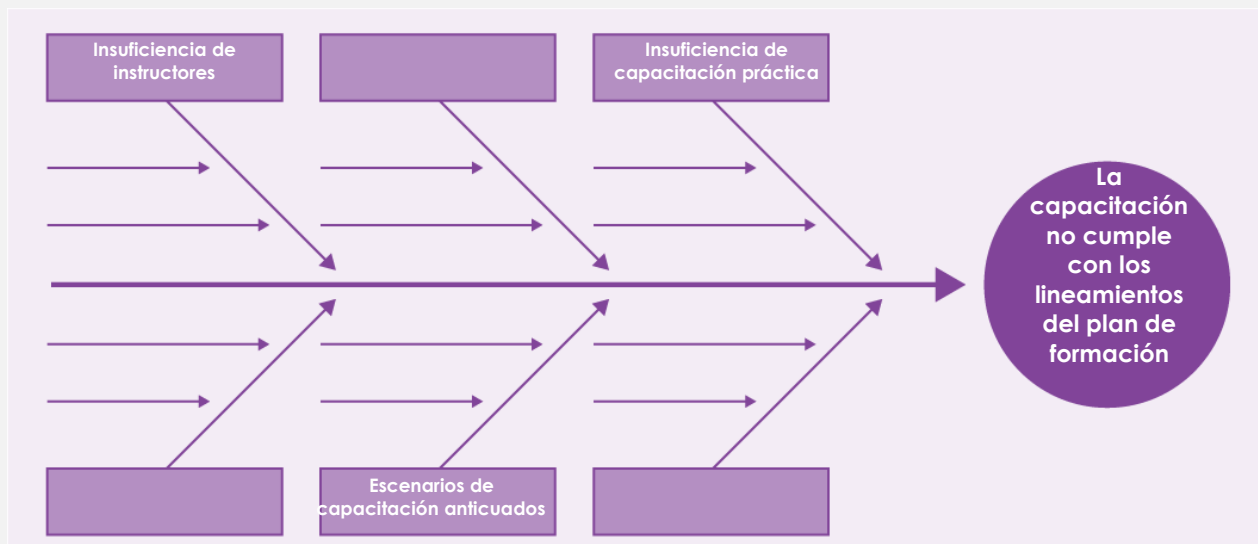 Insuficiencia de
instructores
Insuficiencia de
capacitación práctica
La
capacitación
no cumple
con los
lineamientos
del plan de
formación
Escenarios de
capacitación anticuados